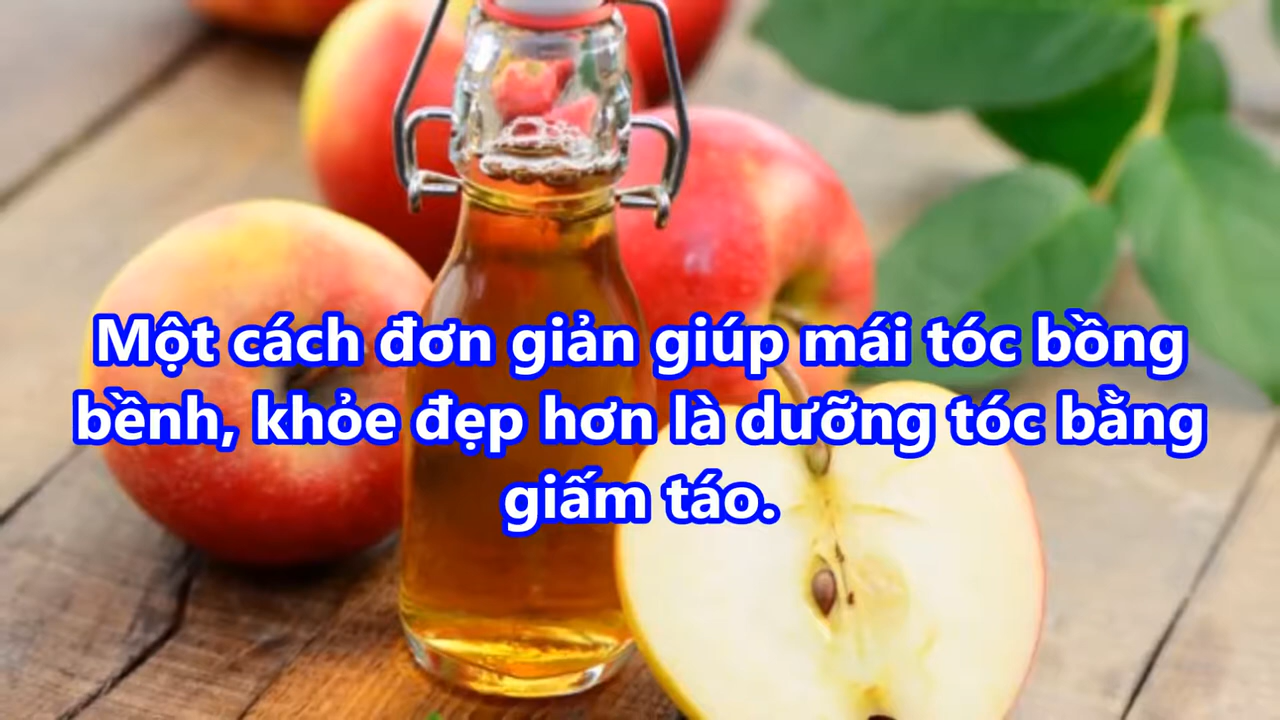 Một cách đơn giản giúp mái tóc bồng
bềnh, khỏe đẹp hơn là dưỡng tóc bằng
giấm táo.